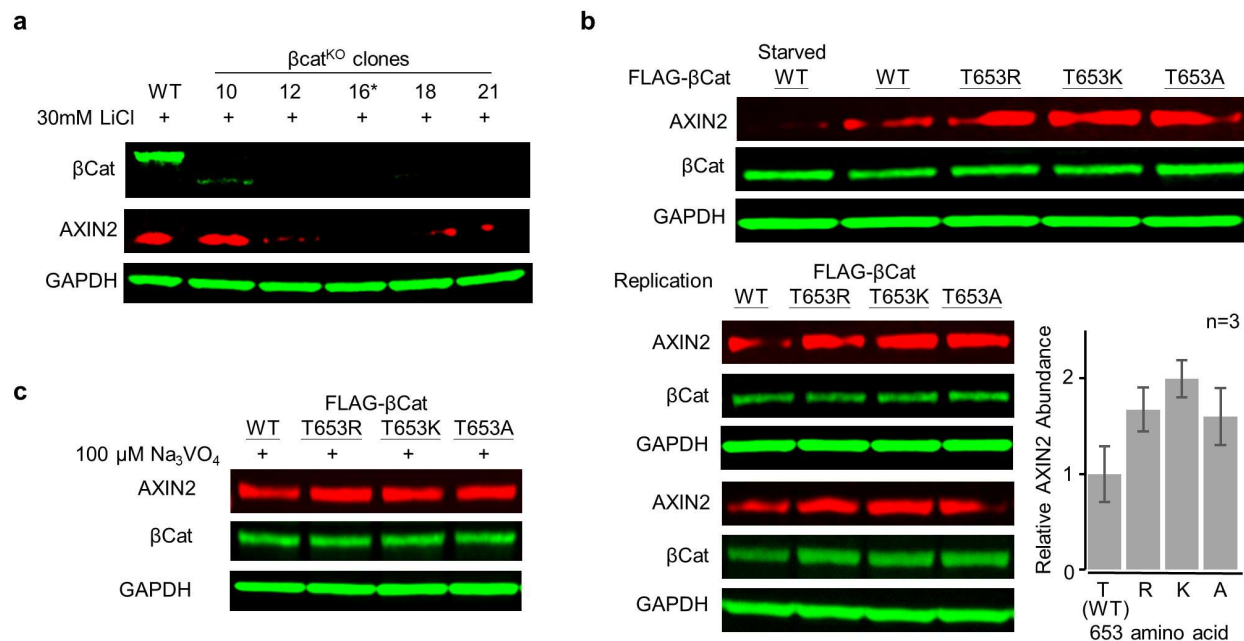 a
βcatᴷᴼ clones
WT 10 12 16* 18 21
30mM LiCl + + + + + +
βCat
AXIN2
GAPDH
b
Starved
FLAG-βCat WT WT T653R T653K T653A
AXIN2
βCat
GAPDH
Replication
FLAG-βCat
WT T653R T653K T653A
AXIN2
βCat
GAPDH
AXIN2
βCat
GAPDH
n=3
Relative AXIN2 Abundance
2
1
0
T R K A
(WT)
653 amino acid
c
FLAG-βCat
WT T653R T653K T653A
100 μM Na₃VO₄ + + + +
AXIN2
βCat
GAPDH